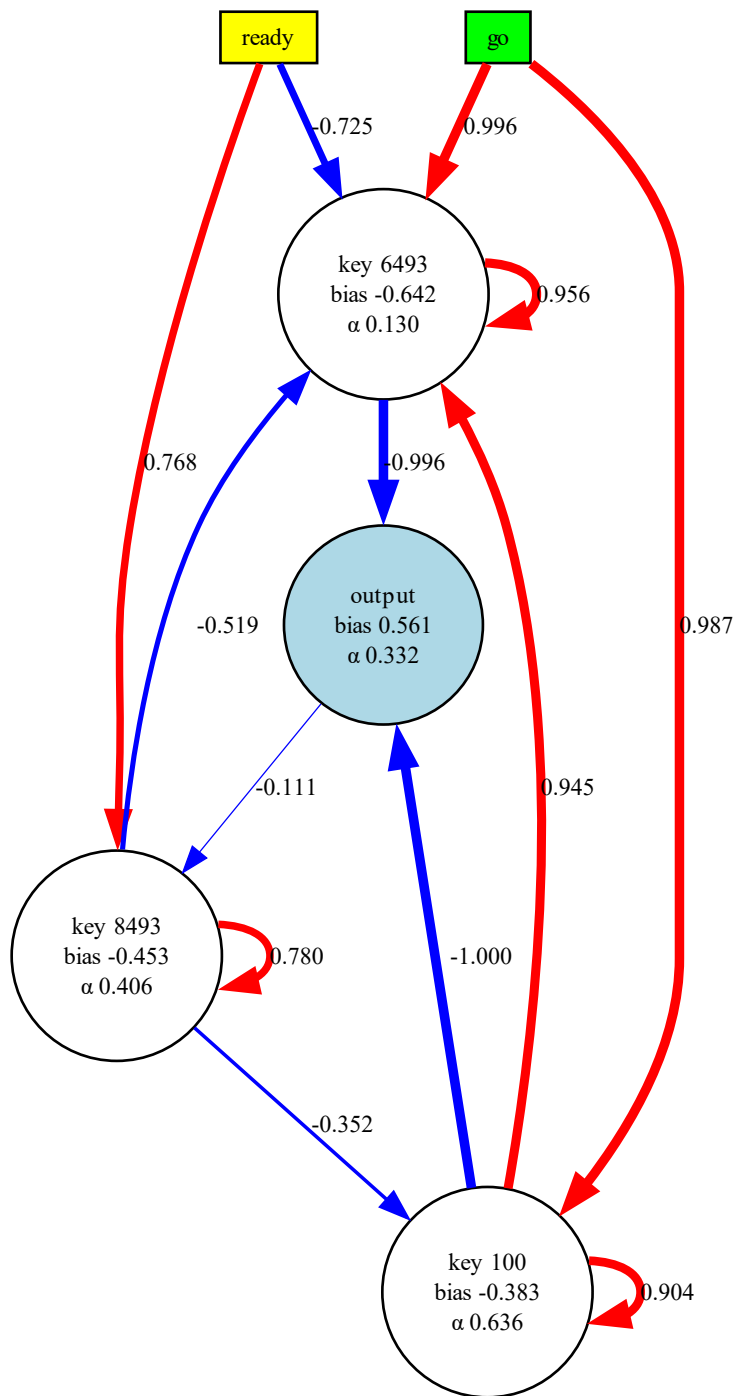 ready
go
-0.725
0.996
key 6493
bias -0.642
α 0.130
0.956
0.768
-0.996
-0.519
output
bias 0.561
α 0.332
0.987
-0.111
0.945
key 8493
bias -0.453
α 0.406
0.780
-1.000
-0.352
key 100
bias -0.383
α 0.636
0.904